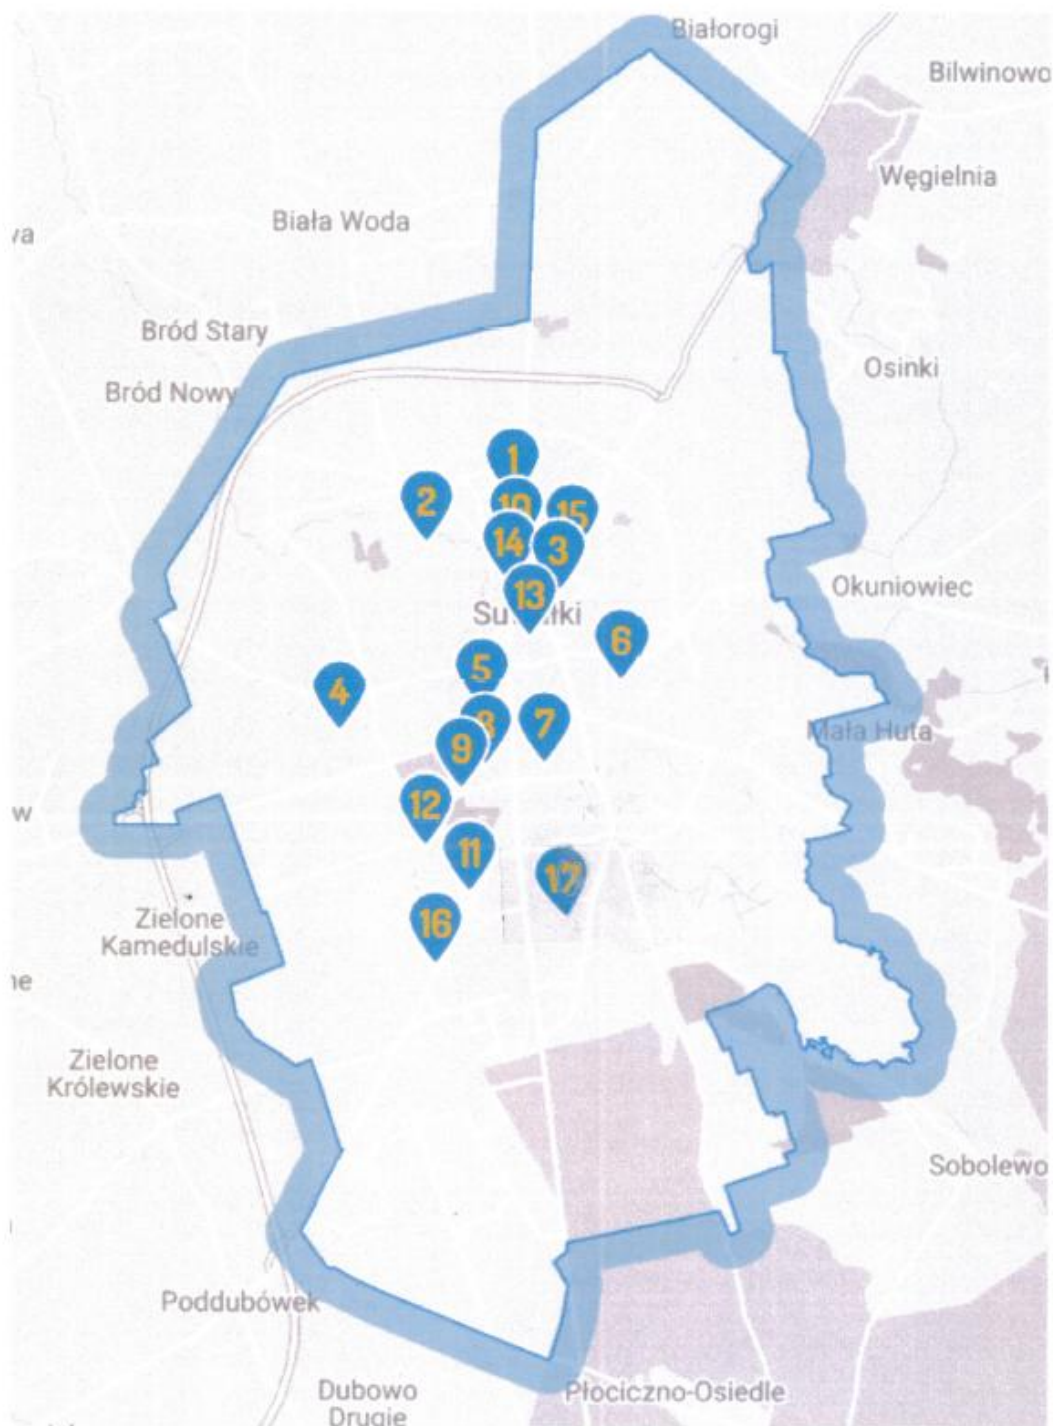 Białorogi
Bilwinowo
Węgielnia
Biała Woda
Bród Stary
Bród Nowy
Osinki
1
2
10
15
14
3
13
Okuniowiec
6
5
4
8
7
9
Mała Huta
12
11
17
16
Zielone
Kamedulskie
Zielone
Królewskie
Sobolewo
Poddubówek
Dubowo
Drugie
Płociczno-Osiedle